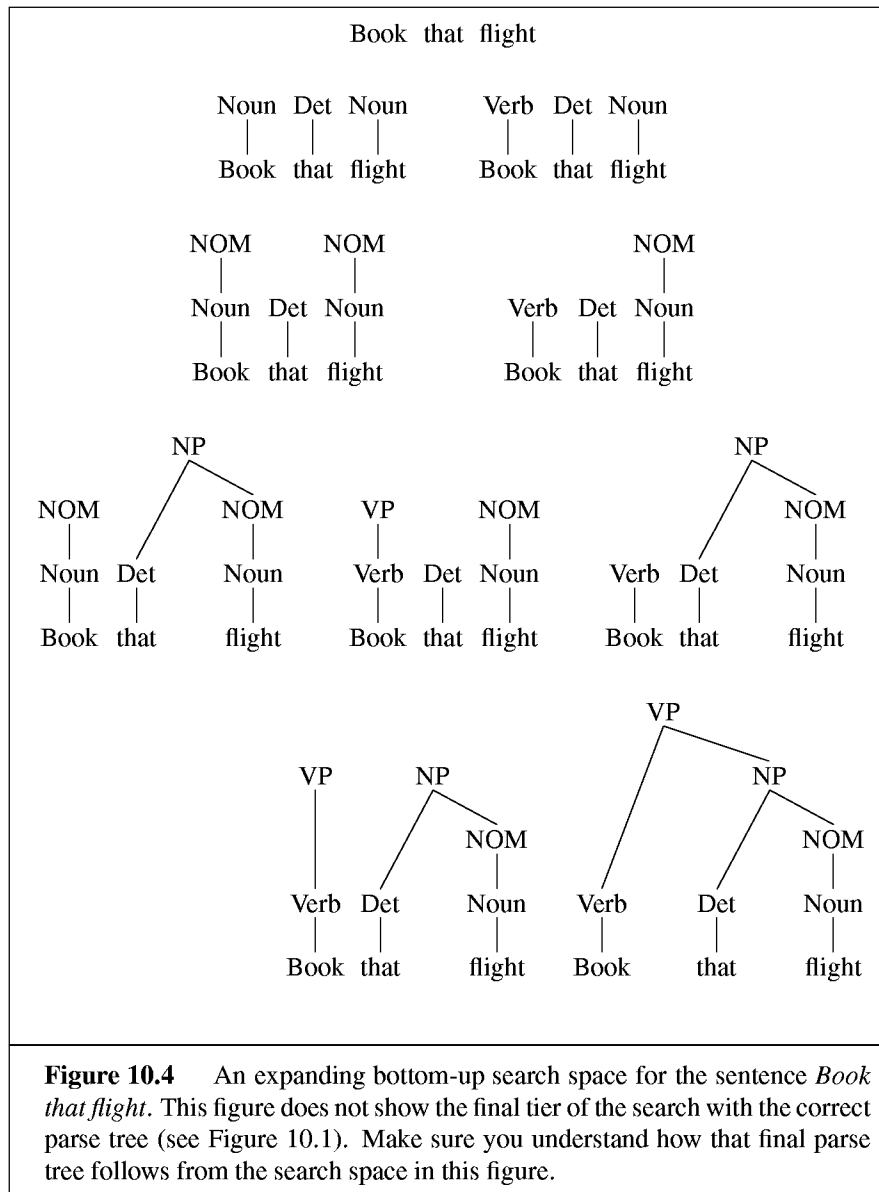 Book that flight
Noun Det Noun Verb Det Noun
Book that flight Book that flight
NOM NOM NOM
Noun Det Noun Verb Det Noun
Book that flight Book that flight
NP NP
NOM NOM VP NOM NOM
Noun Det Noun Verb Det Noun Verb Det Noun
Book that flight Book that flight Book that flight
VP
VP NP NP
NOM NOM
Verb Det Noun Verb Det Noun
Book that flight Book that flight
Figure 10.4 An expanding bottom-up search space for the sentence Book
that flight. This figure does not show the final tier of the search with the correct
parse tree (see Figure 10.1). Make sure you understand how that final parse
tree follows from the search space in this figure.